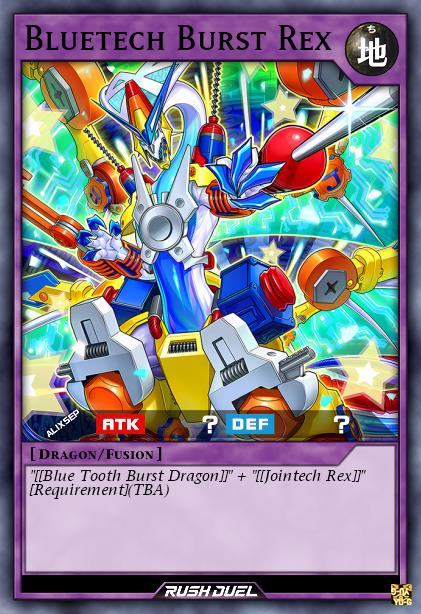 Bluetech Burst Rex
ち
地
ALIXSEP
ATK ? DEF ?
[ Dragon/Fusion ]
"[[Blue Tooth Burst Dragon]]" + "[[Jointech Rex]]"
[Requirement](TBA)
RUSH DUEL